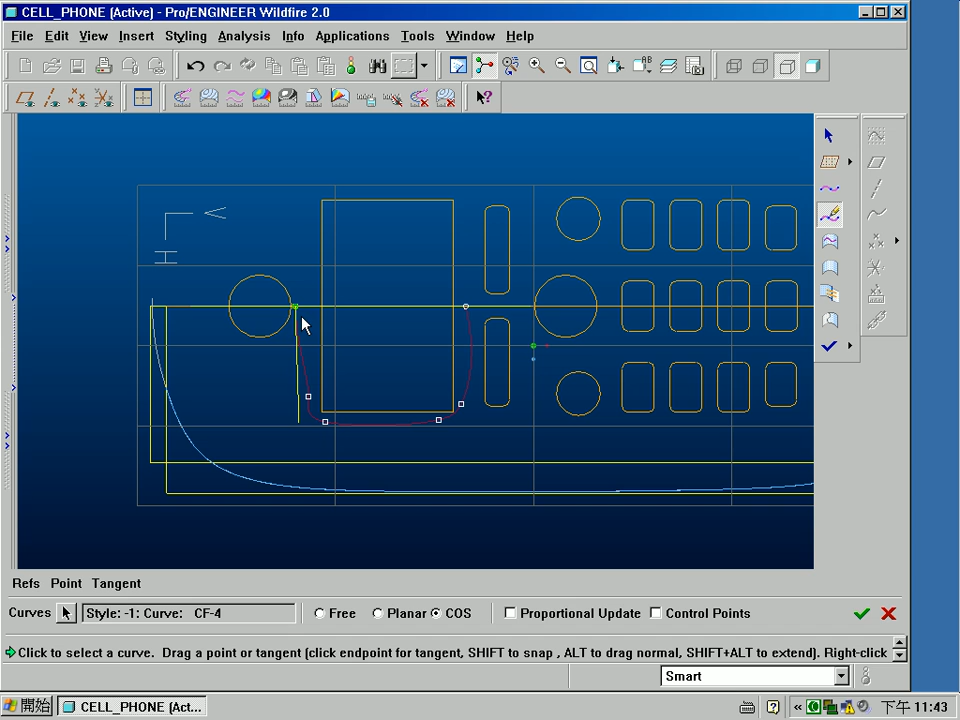 CELL_PHONE (Active) - Pro/ENGINEER Wildfire 2.0
File Edit View Insert Styling Analysis Info Applications Tools Window Help
Refs Point Tangent
Curves Style: -1: Curve: CF-4 Free Planar COS Proportional Update Control Points
Click to select a curve. Drag a point or tangent (click endpoint for tangent, SHIFT to snap , ALT to drag normal, SHIFT+ALT to extend). Right-click
Smart
開始 CELL_PHONE (Act... « 下午 11:43